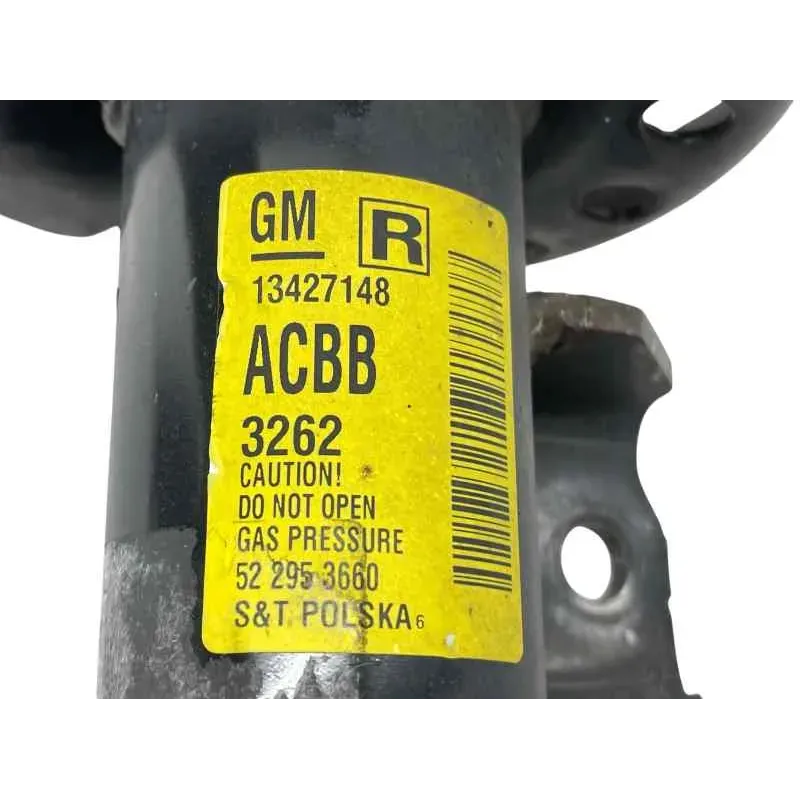 GM R
13427148
ACBB
3262
CAUTION!
DO NOT OPEN
GAS PRESSURE
52 295 3660
S&T. POLSKA 6